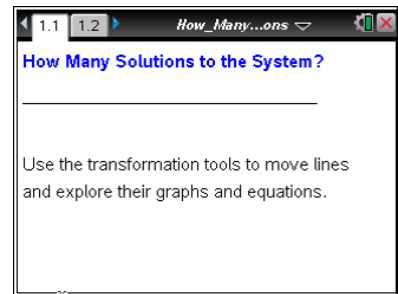 1.1 1.2 How_Many...ons
How Many Solutions to the System?
Use the transformation tools to move lines
and explore their graphs and equations.